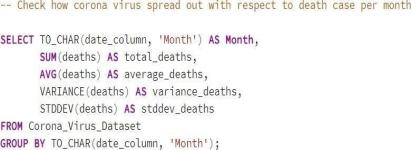 -- Check how corona virus spread out with respect to death case per month
SELECT TO_CHAR(date_column, 'Month') AS Month,
SUM(deaths) AS total_deaths,
AVG(deaths) AS average_deaths,
VARIANCE(deaths) AS variance_deaths,
STDDEV(deaths) AS stddev_deaths
FROM Corona_Virus_Dataset
GROUP BY TO_CHAR(date_column, 'Month');